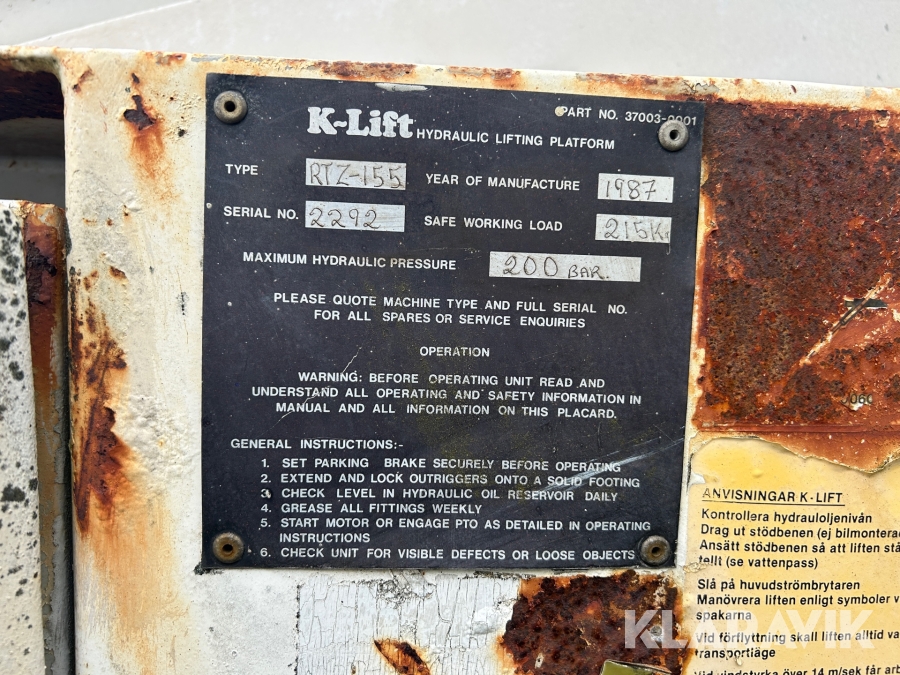 PART NO. 37003-0001
K-Lift HYDRAULIC LIFTING PLATFORM
TYPE RTZ-155 YEAR OF MANUFACTURE 1987
SERIAL NO. 2292 SAFE WORKING LOAD 215K
MAXIMUM HYDRAULIC PRESSURE 200 BAR.
PLEASE QUOTE MACHINE TYPE AND FULL SERIAL NO.
FOR ALL SPARES OR SERVICE ENQUIRIES
OPERATION
WARNING: BEFORE OPERATING UNIT READ AND
UNDERSTAND ALL OPERATING AND SAFETY INFORMATION IN
MANUAL AND ALL INFORMATION ON THIS PLACARD.
GENERAL INSTRUCTIONS:-
1. SET PARKING BRAKE SECURELY BEFORE OPERATING
2. EXTEND AND LOCK OUTRIGGERS ONTO A SOLID FOOTING
3. CHECK LEVEL IN HYDRAULIC OIL RESERVOIR DAILY
4. GREASE ALL FITTINGS WEEKLY
5. START MOTOR OR ENGAGE PTO AS DETAILED IN OPERATING
INSTRUCTIONS
6. CHECK UNIT FOR VISIBLE DEFECTS OR LOOSE OBJECTS
ANVISNINGAR K-LIFT
Kontrollera hydrauloljenivån
Drag ut stödbenen (ej bilmontera
Ansätt stödbenen så att liften stå
tellt (se vattenpass)
Slå på huvudströmbrytaren
Manövrera liften enligt symboler v
spakarna
Vid förflyttning skall liften alltid va
transportläge
Vid vindstyrka över 14 m/sek får arb
KLARAVIK